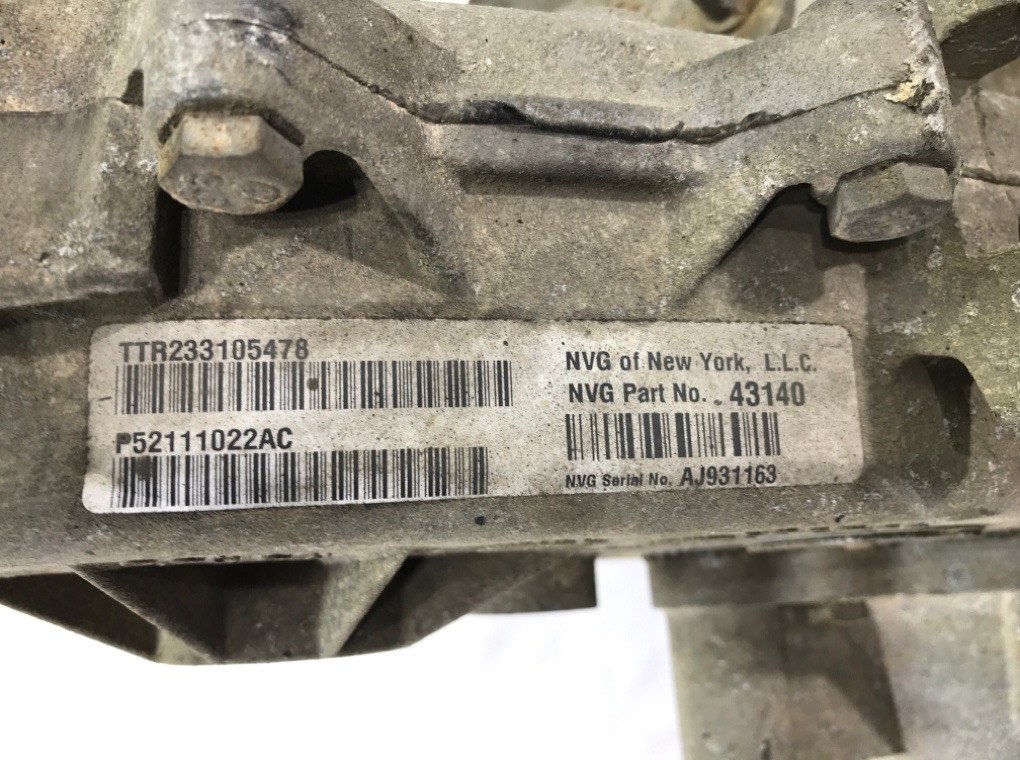 TTR233105478
P52111022AC
NVG of New York, L.L.C.
NVG Part No. 43140
NVG Serial No. AJ931163